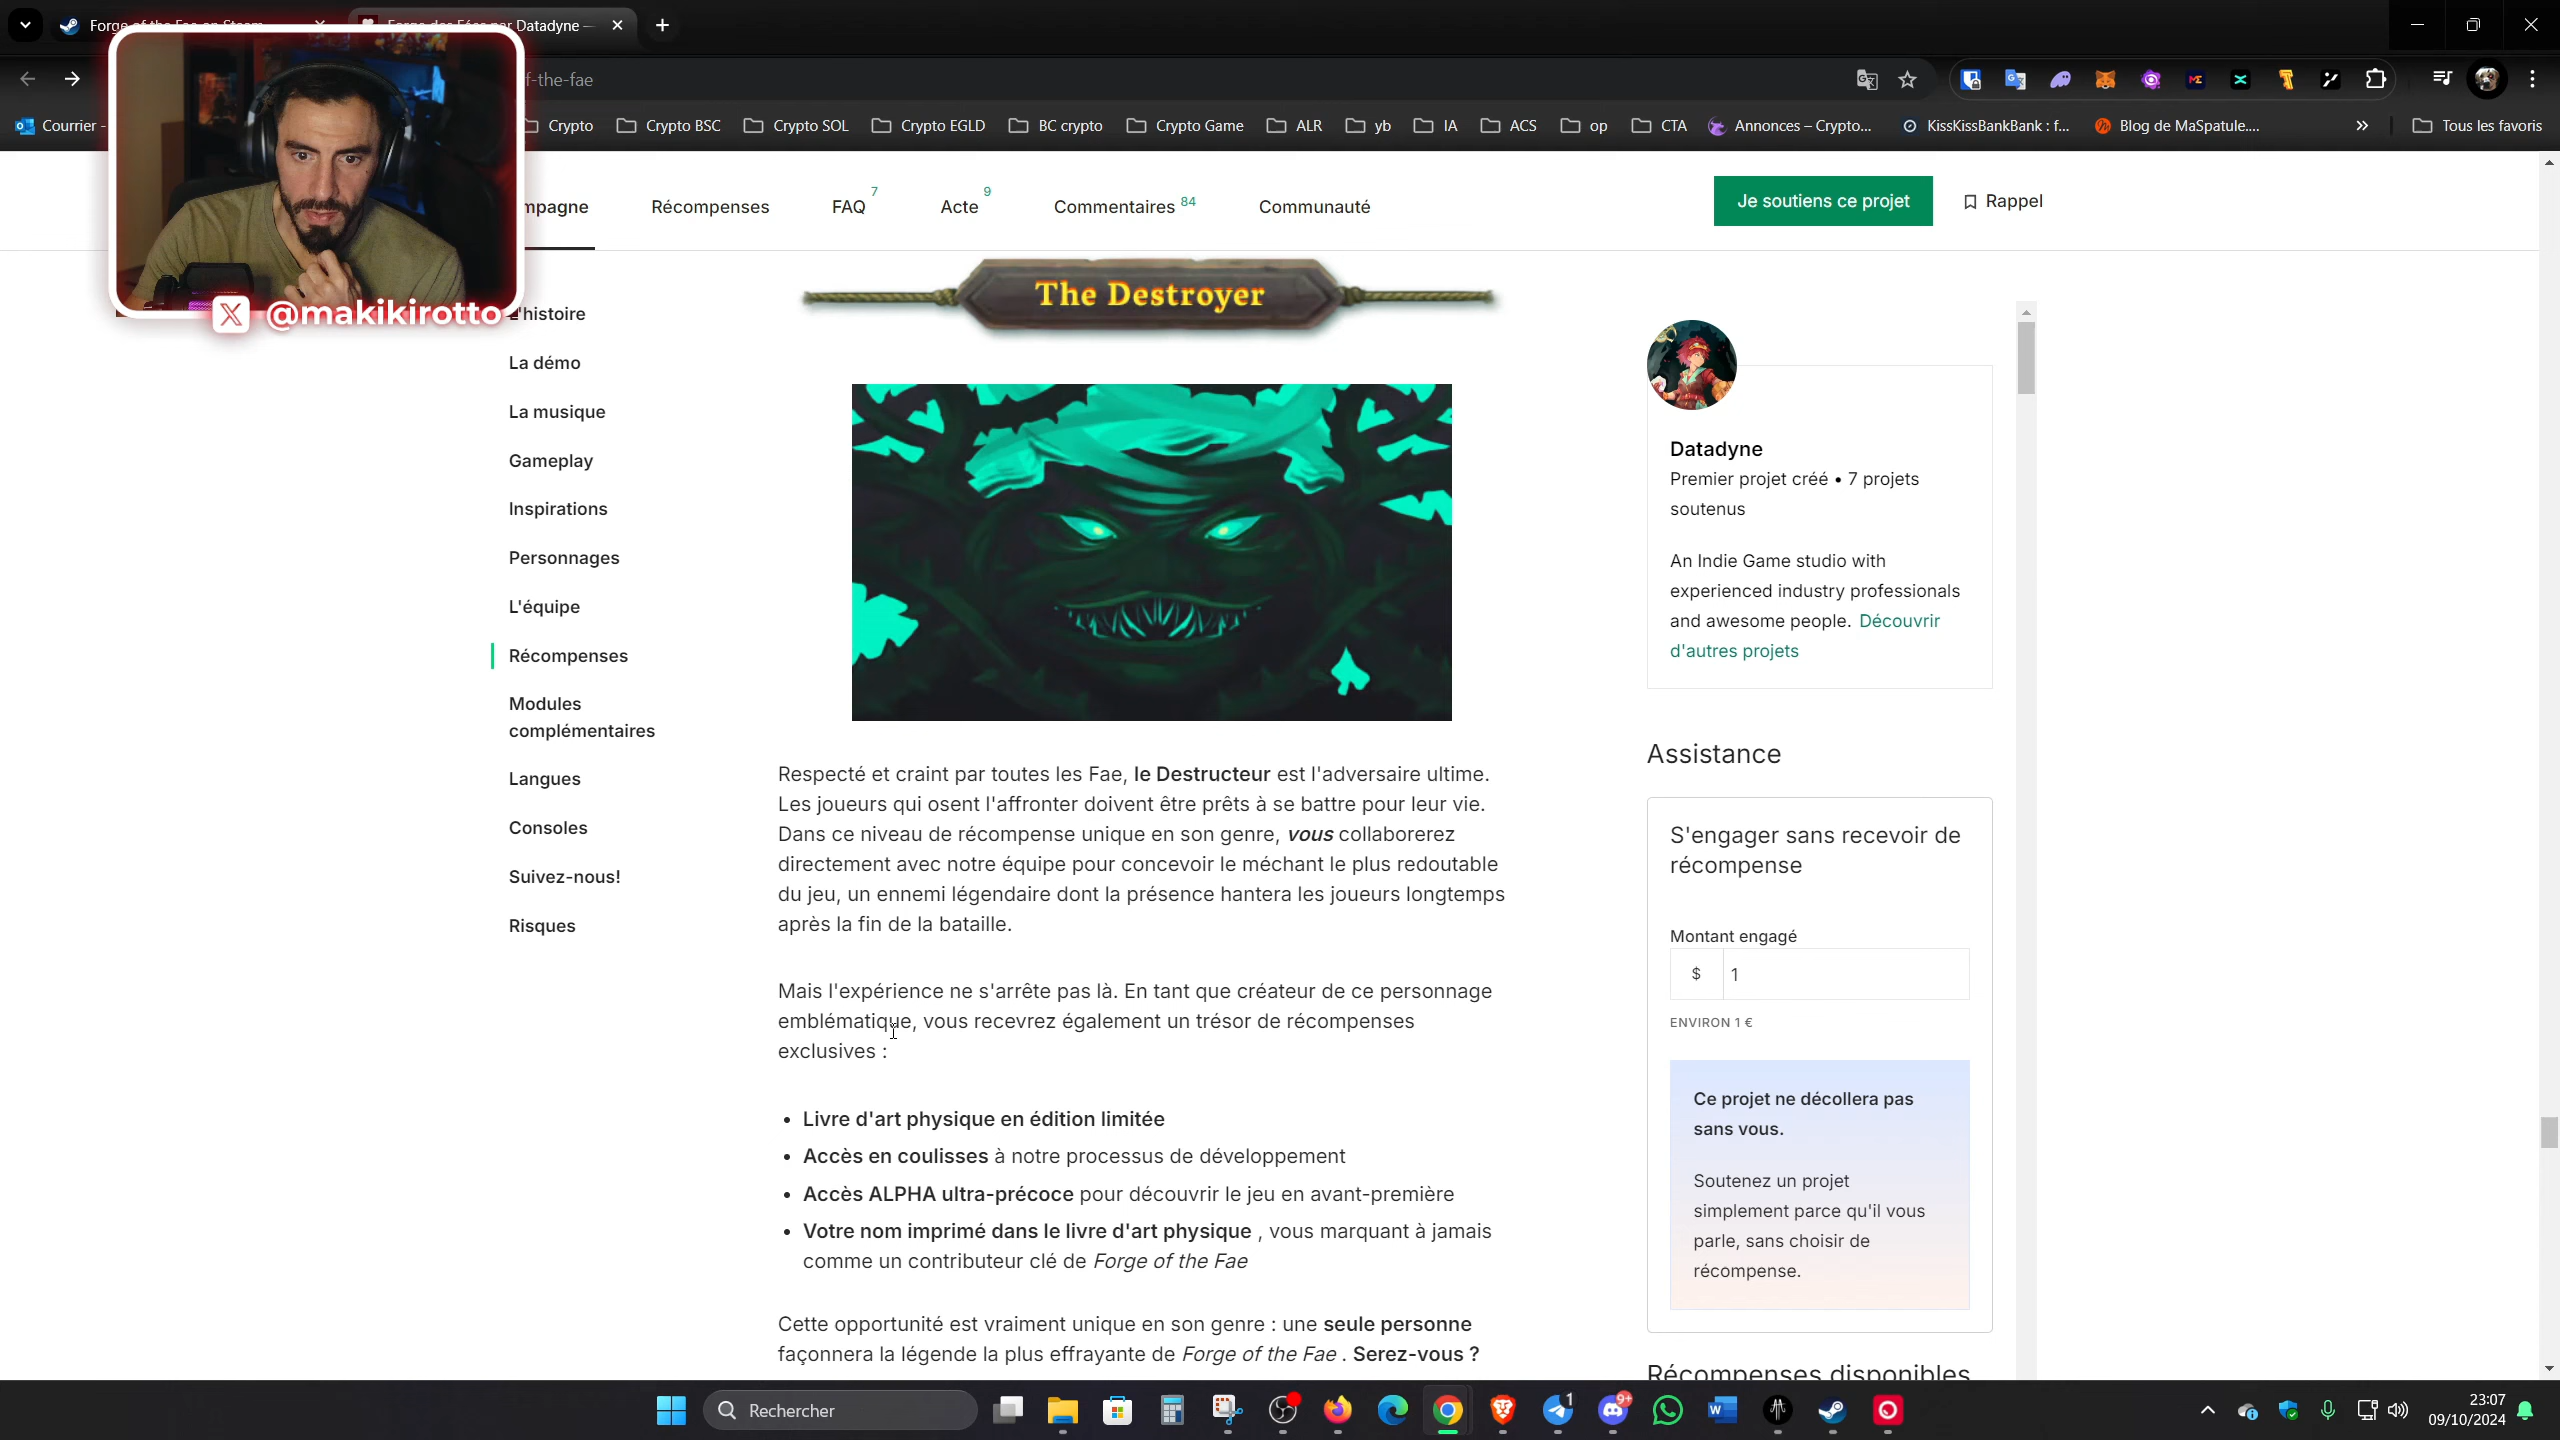 Datadyne –
f-the-fae
Courrier -
Crypto
Crypto BSC
Crypto SOL
Crypto EGLD
BC crypto
Crypto Game
ALR
yb
IA
ACS
op
CTA
Annonces – Crypto...
KissKissBankBank : f...
Blog de MaSpatule....
Tous les favoris
mpagne
Récompenses
FAQ 7
Acte 9
Commentaires 84
Communauté
Je soutiens ce projet
Rappel
@makikirotto
L'histoire
La démo
La musique
Gameplay
Inspirations
Personnages
L'équipe
Récompenses
Modules
complémentaires
Langues
Consoles
Suivez-nous!
Risques
The Destroyer
Respecté et craint par toutes les Fae, le Destructeur est l'adversaire ultime.
Les joueurs qui osent l'affronter doivent être prêts à se battre pour leur vie.
Dans ce niveau de récompense unique en son genre, vous collaborerez
directement avec notre équipe pour concevoir le méchant le plus redoutable
du jeu, un ennemi légendaire dont la présence hantera les joueurs longtemps
après la fin de la bataille.
Mais l'expérience ne s'arrête pas là. En tant que créateur de ce personnage
emblématique, vous recevrez également un trésor de récompenses
exclusives :
• Livre d'art physique en édition limitée
• Accès en coulisses à notre processus de développement
• Accès ALPHA ultra-précoce pour découvrir le jeu en avant-première
• Votre nom imprimé dans le livre d'art physique , vous marquant à jamais
comme un contributeur clé de Forge of the Fae
Cette opportunité est vraiment unique en son genre : une seule personne
façonnera la légende la plus effrayante de Forge of the Fae . Serez-vous ?
Datadyne
Premier projet créé • 7 projets
soutenus
An Indie Game studio with
experienced industry professionals
and awesome people. Découvrir
d'autres projets
Assistance
S'engager sans recevoir de
récompense
Montant engagé
$ 1
ENVIRON 1 €
Ce projet ne décollera pas
sans vous.
Soutenez un projet
simplement parce qu'il vous
parle, sans choisir de
récompense.
Récompenses disponibles
Rechercher
1
9+
23:07
09/10/2024